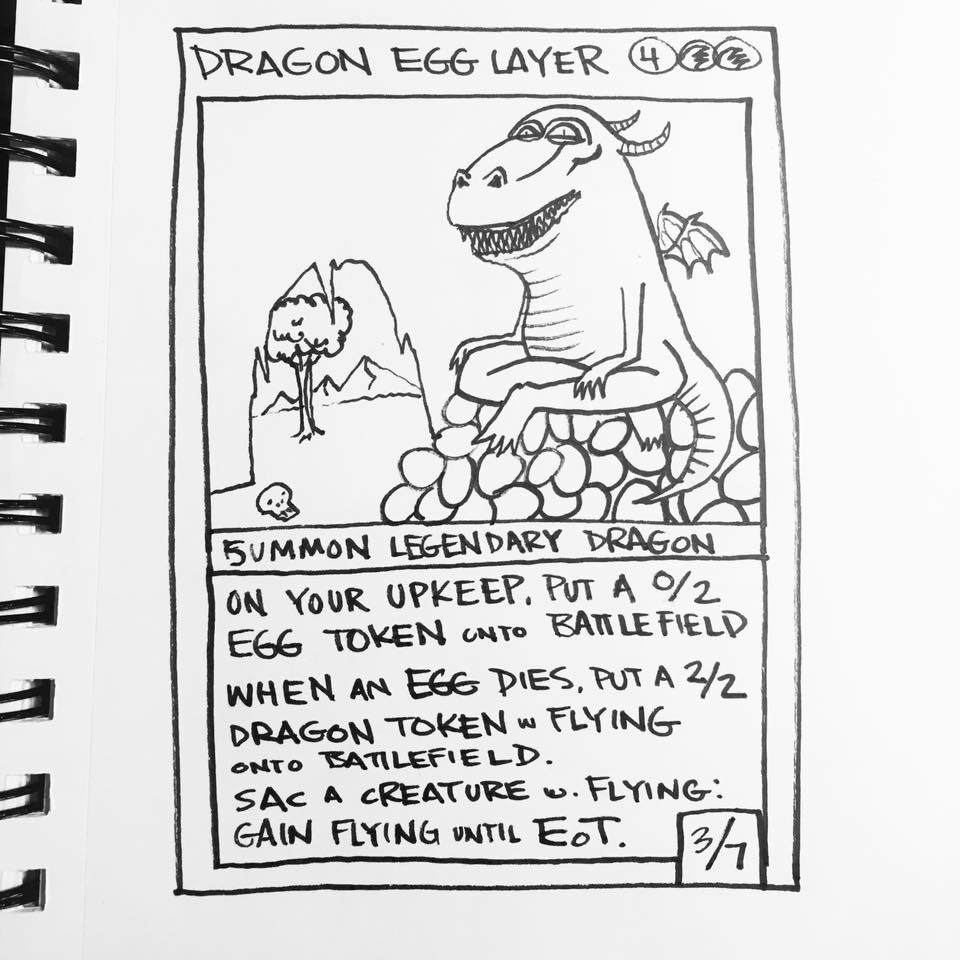 DRAGON EGG LAYER 4
SUMMON LEGENDARY DRAGON
ON YOUR UPKEEP, PUT A 0/2
EGG TOKEN ONTO BATTLEFIELD
WHEN AN EGG DIES, PUT A 2/2
DRAGON TOKEN W FLYING
ONTO BATTLEFIELD.
SAC A CREATURE W. FLYING:
GAIN FLYING UNTIL EOT.
3/7